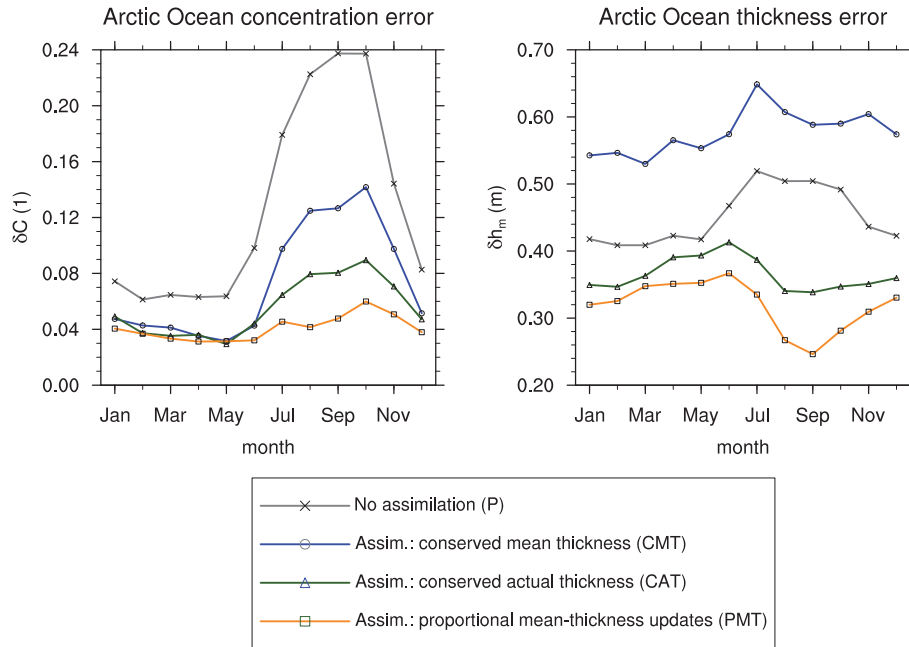 Arctic Ocean concentration error
0.24
0.20
0.16
0.12
0.08
0.04
0.00
δC (1)
Jan Mar May Jul Sep Nov
month
Arctic Ocean thickness error
0.70
0.60
0.50
0.40
0.30
0.20
δhₘ (m)
Jan Mar May Jul Sep Nov
month
No assimilation (P)
Assim.: conserved mean thickness (CMT)
Assim.: conserved actual thickness (CAT)
Assim.: proportional mean-thickness updates (PMT)